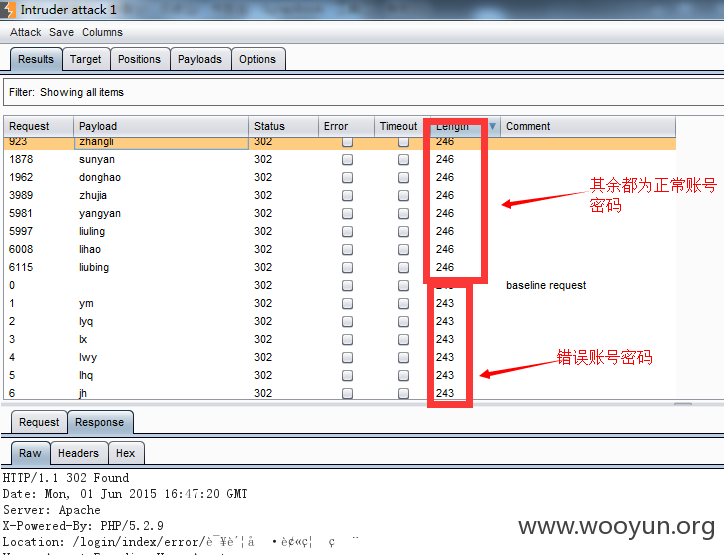 Intruder attack 1
Attack Save Columns
Results Target Positions Payloads Options
Filter: Showing all items
Request Payload Status Error Timeout Length Comment
923 zhangli 302 246
1878 sunyan 302 246
1962 donghao 302 246
3989 zhujia 302 246
5981 yangyan 302 246
5997 liuling 302 246
6008 lihao 302 246
6115 liubing 302 246
0 302 baseline request
1 ym 302 243
2 lyq 302 243
3 lx 302 243
4 lwy 302 243
5 lhq 302 243
6 jh 302 243
其余都为正常账号
密码
错误账号密码
Request Response
Raw Headers Hex
HTTP/1.1 302 Found
Date: Mon, 01 Jun 2015 16:47:20 GMT
Server: Apache
X-Powered-By: PHP/5.2.9
Location: /login/index/error/
www.wooyun.org